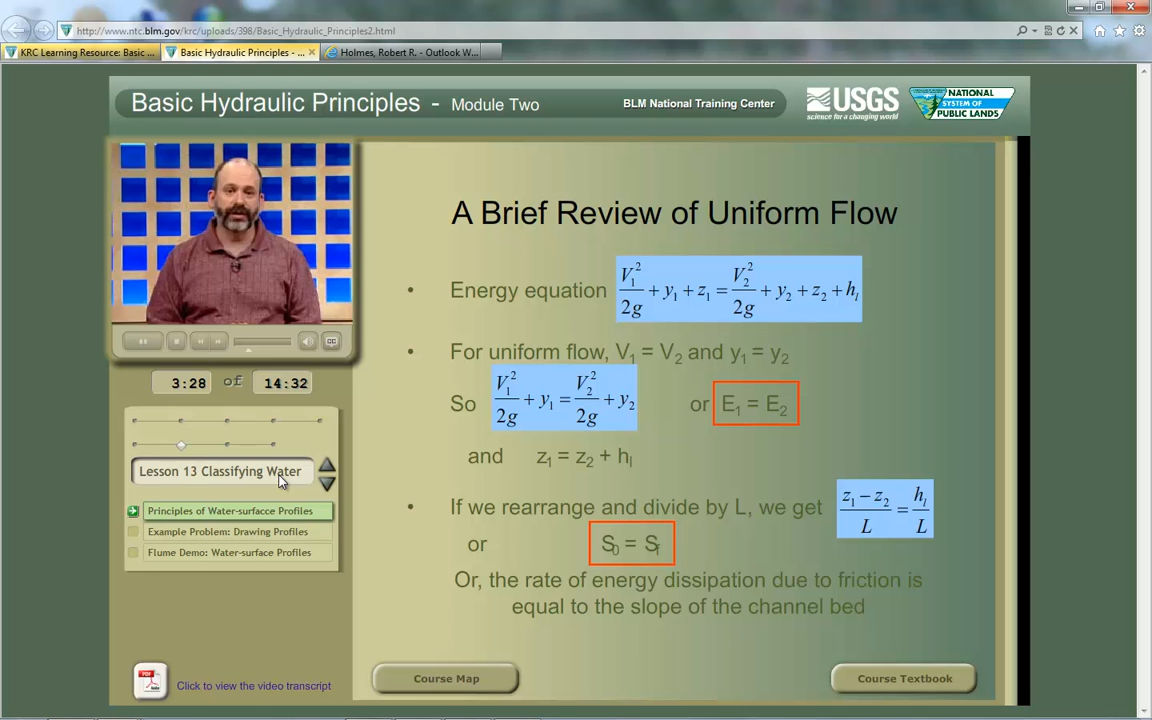 http://www.ntc.blm.gov/krc/uploads/398/Basic_Hydraulic_Principles2.html
KRC Learning Resource: Basic ...
Basic Hydraulic Principles - ...
Holmes, Robert R. - Outlook W...
Basic Hydraulic Principles - Module Two
BLM National Training Center
USGS
science for a changing world
NATIONAL
SYSTEM OF
PUBLIC LANDS
A Brief Review of Uniform Flow
• Energy equation V₁²/2g + y₁ + z₁ = V₂²/2g + y₂ + z₂ + hₗ
• For uniform flow, V₁ = V₂ and y₁ = y₂
So V₁²/2g + y₁ = V₂²/2g + y₂ or E₁ = E₂
and z₁ = z₂ + hₗ
• If we rearrange and divide by L, we get (z₁ − z₂)/L = hₗ/L
or S₀ = S_f
Or, the rate of energy dissipation due to friction is
equal to the slope of the channel bed
CC
3:28 of 14:32
Lesson 13 Classifying Water
Principles of Water-surfacce Profiles
Example Problem: Drawing Profiles
Flume Demo: Water-surface Profiles
PDF
Click to view the video transcript
Course Map
Course Textbook